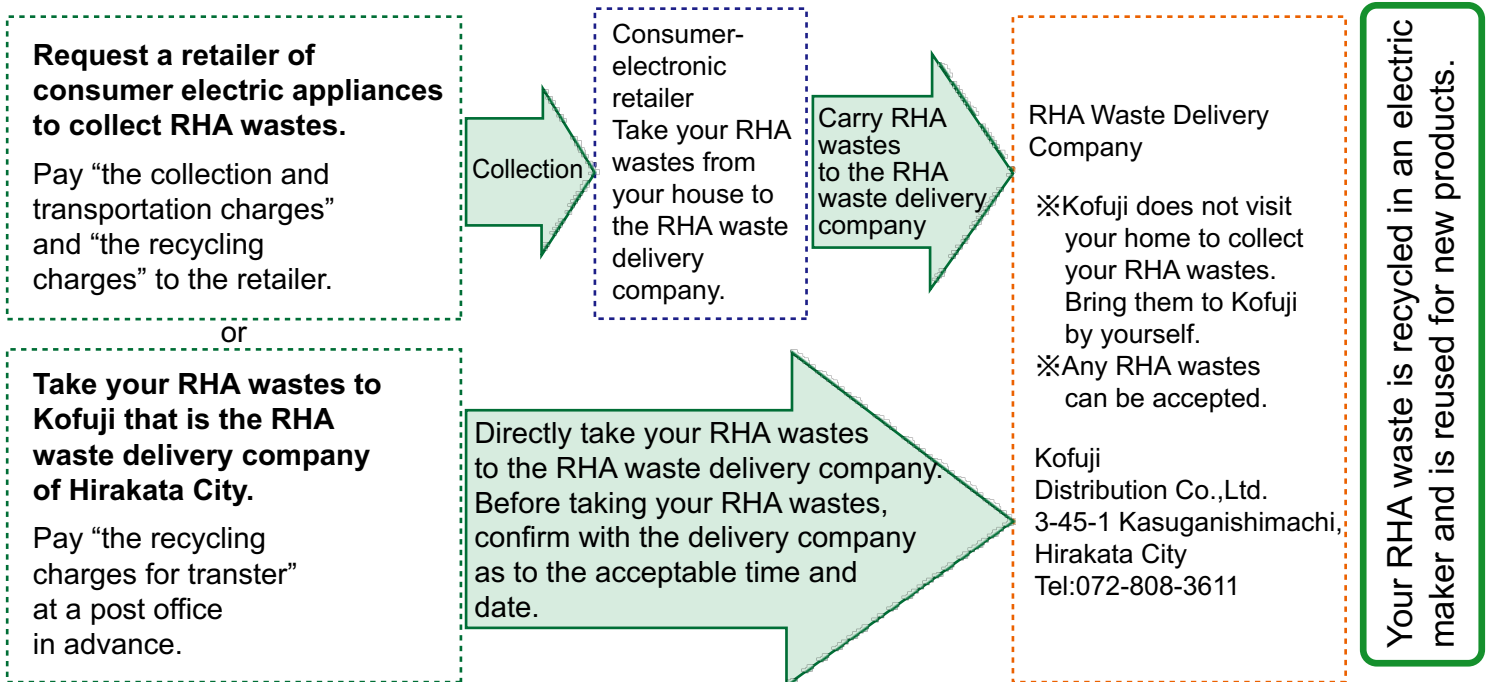 Request a retailer of
consumer electric appliances
to collect RHA wastes.
Pay “the collection and
transportation charges”
and “the recycling
charges” to the retailer.
Collection
Consumer-
electronic
retailer
Take your RHA
wastes from
your house to
the RHA waste
delivery
company.
Carry RHA
wastes
to the RHA
waste delivery
company
or
Take your RHA wastes to
Kofuji that is the RHA
waste delivery company
of Hirakata City.
Pay “the recycling
charges for transter”
at a post office
in advance.
Directly take your RHA wastes
to the RHA waste delivery company.
Before taking your RHA wastes,
confirm with the delivery company
as to the acceptable time and
date.
RHA Waste Delivery
Company
※Kofuji does not visit
your home to collect
your RHA wastes.
Bring them to Kofuji
by yourself.
※Any RHA wastes
can be accepted.
Kofuji
Distribution Co.,Ltd.
3-45-1 Kasuganishimachi,
Hirakata City
Tel:072-808-3611
Your RHA waste is recycled in an electric
maker and is reused for new products.